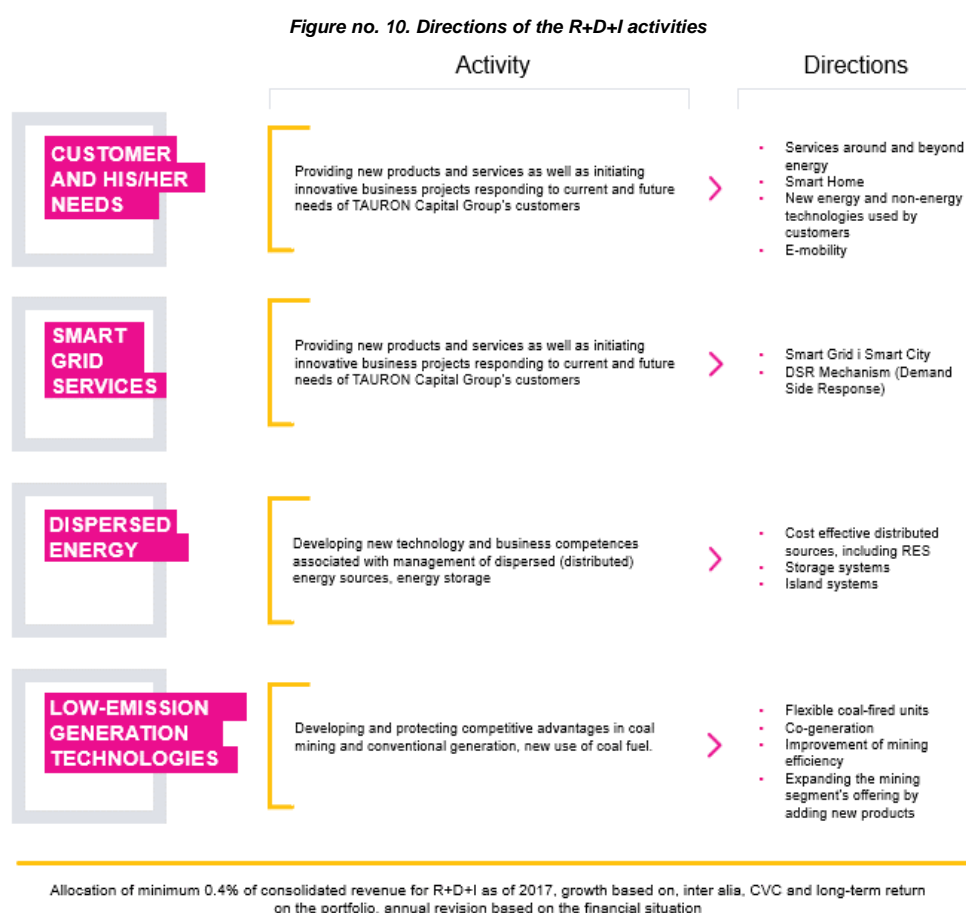 Figure no. 10. Directions of the R+D+I activities
Activity
Directions
CUSTOMER
AND HIS/HER
NEEDS
Providing new products and services as well as initiating
innovative business projects responding to current and future
needs of TAURON Capital Group's customers
Services around and beyond
energy
Smart Home
New energy and non-energy
technologies used by
customers
E-mobility
SMART
GRID
SERVICES
Providing new products and services as well as initiating
innovative business projects responding to current and future
needs of TAURON Capital Group's customers
Smart Grid i Smart City
DSR Mechanism (Demand
Side Response)
DISPERSED
ENERGY
Developing new technology and business competences
associated with management of dispersed (distributed)
energy sources, energy storage
Cost effective distributed
sources, including RES
Storage systems
Island systems
LOW-EMISSION
GENERATION
TECHNOLOGIES
Developing and protecting competitive advantages in coal
mining and conventional generation, new use of coal fuel.
Flexible coal-fired units
Co-generation
Improvement of mining
efficiency
Expanding the mining
segment's offering by
adding new products
Allocation of minimum 0.4% of consolidated revenue for R+D+I as of 2017, growth based on, inter alia, CVC and long-term return
on the portfolio, annual revision based on the financial situation